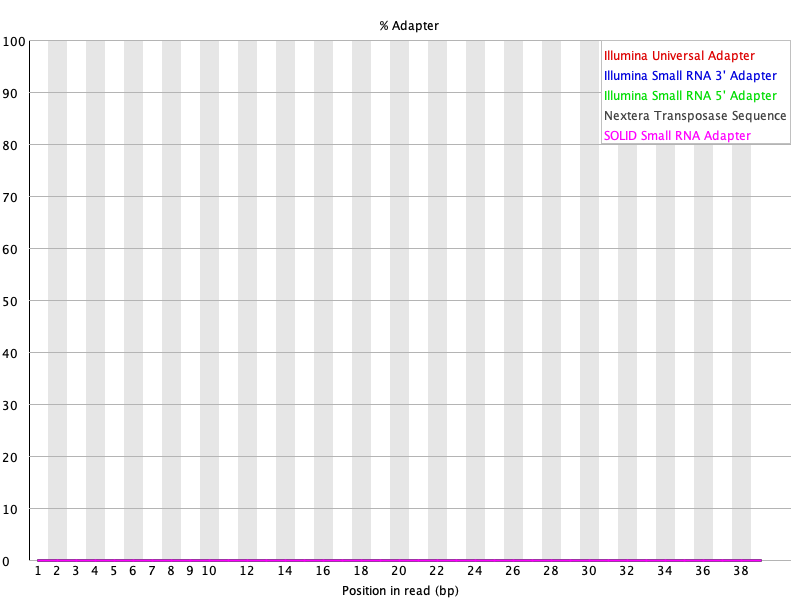 % Adapter
100
90
80
70
60
50
40
30
20
10
0
Illumina Universal Adapter
Illumina Small RNA 3' Adapter
Illumina Small RNA 5' Adapter
Nextera Transposase Sequence
SOLID Small RNA Adapter
1 2 3 4 5 6 7 8 9 10 12 14 16 18 20 22 24 26 28 30 32 34 36 38
Position in read (bp)